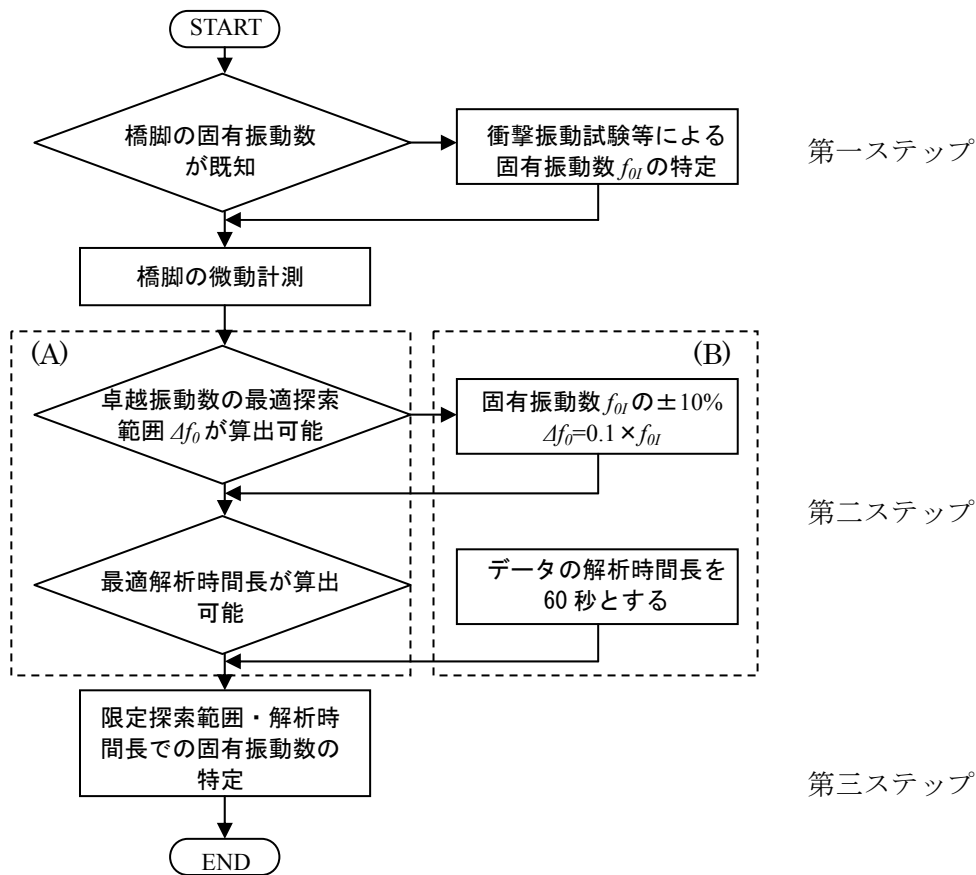 START
橋脚の固有振動数
が既知
衝撃振動試験等による
固有振動数 f0I の特定
第一ステップ
橋脚の微動計測
(A)
(B)
卓越振動数の最適探索
範囲 Δf0 が算出可能
固有振動数 f0I の±10%
Δf0=0.1×f0I
第二ステップ
最適解析時間長が算出
可能
データの解析時間長を
60 秒とする
限定探索範囲・解析時
間長での固有振動数の
特定
第三ステップ
END